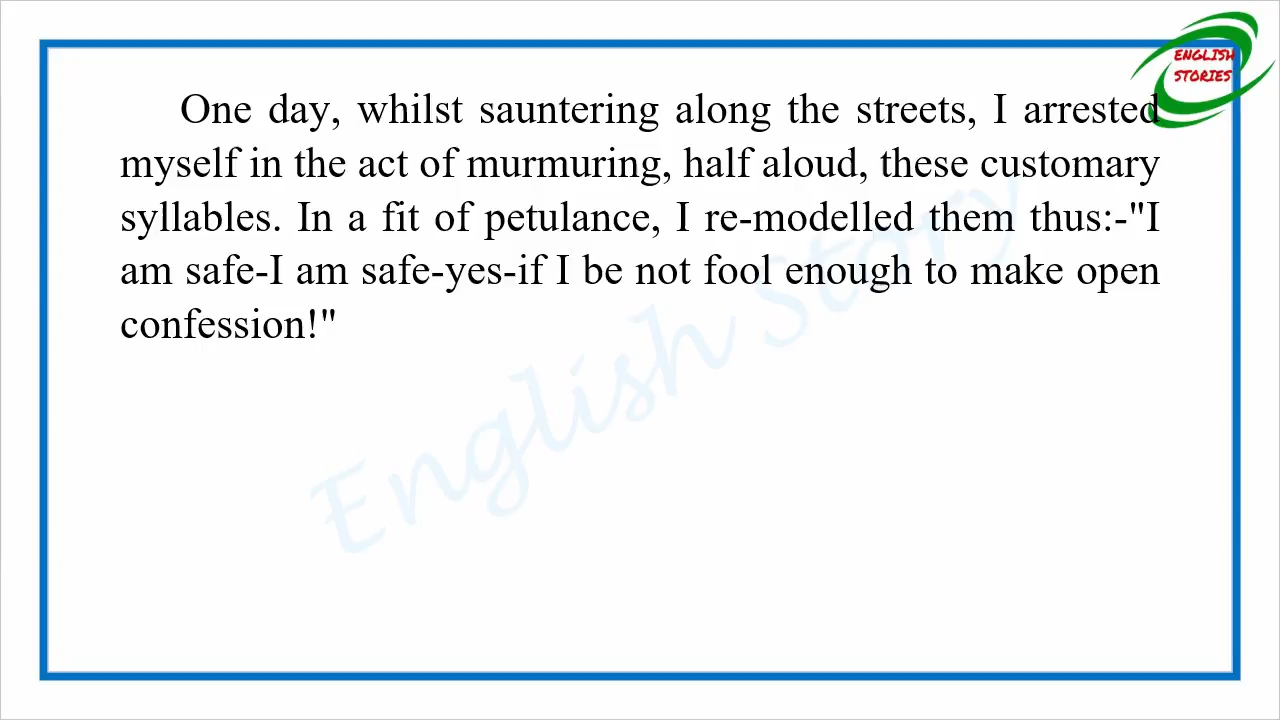 ENGLISH
STORIES
One day, whilst sauntering along the streets, I arrested
myself in the act of murmuring, half aloud, these customary
syllables. In a fit of petulance, I re-modelled them thus:-"I
am safe-I am safe-yes-if I be not fool enough to make open
confession!"
English Story